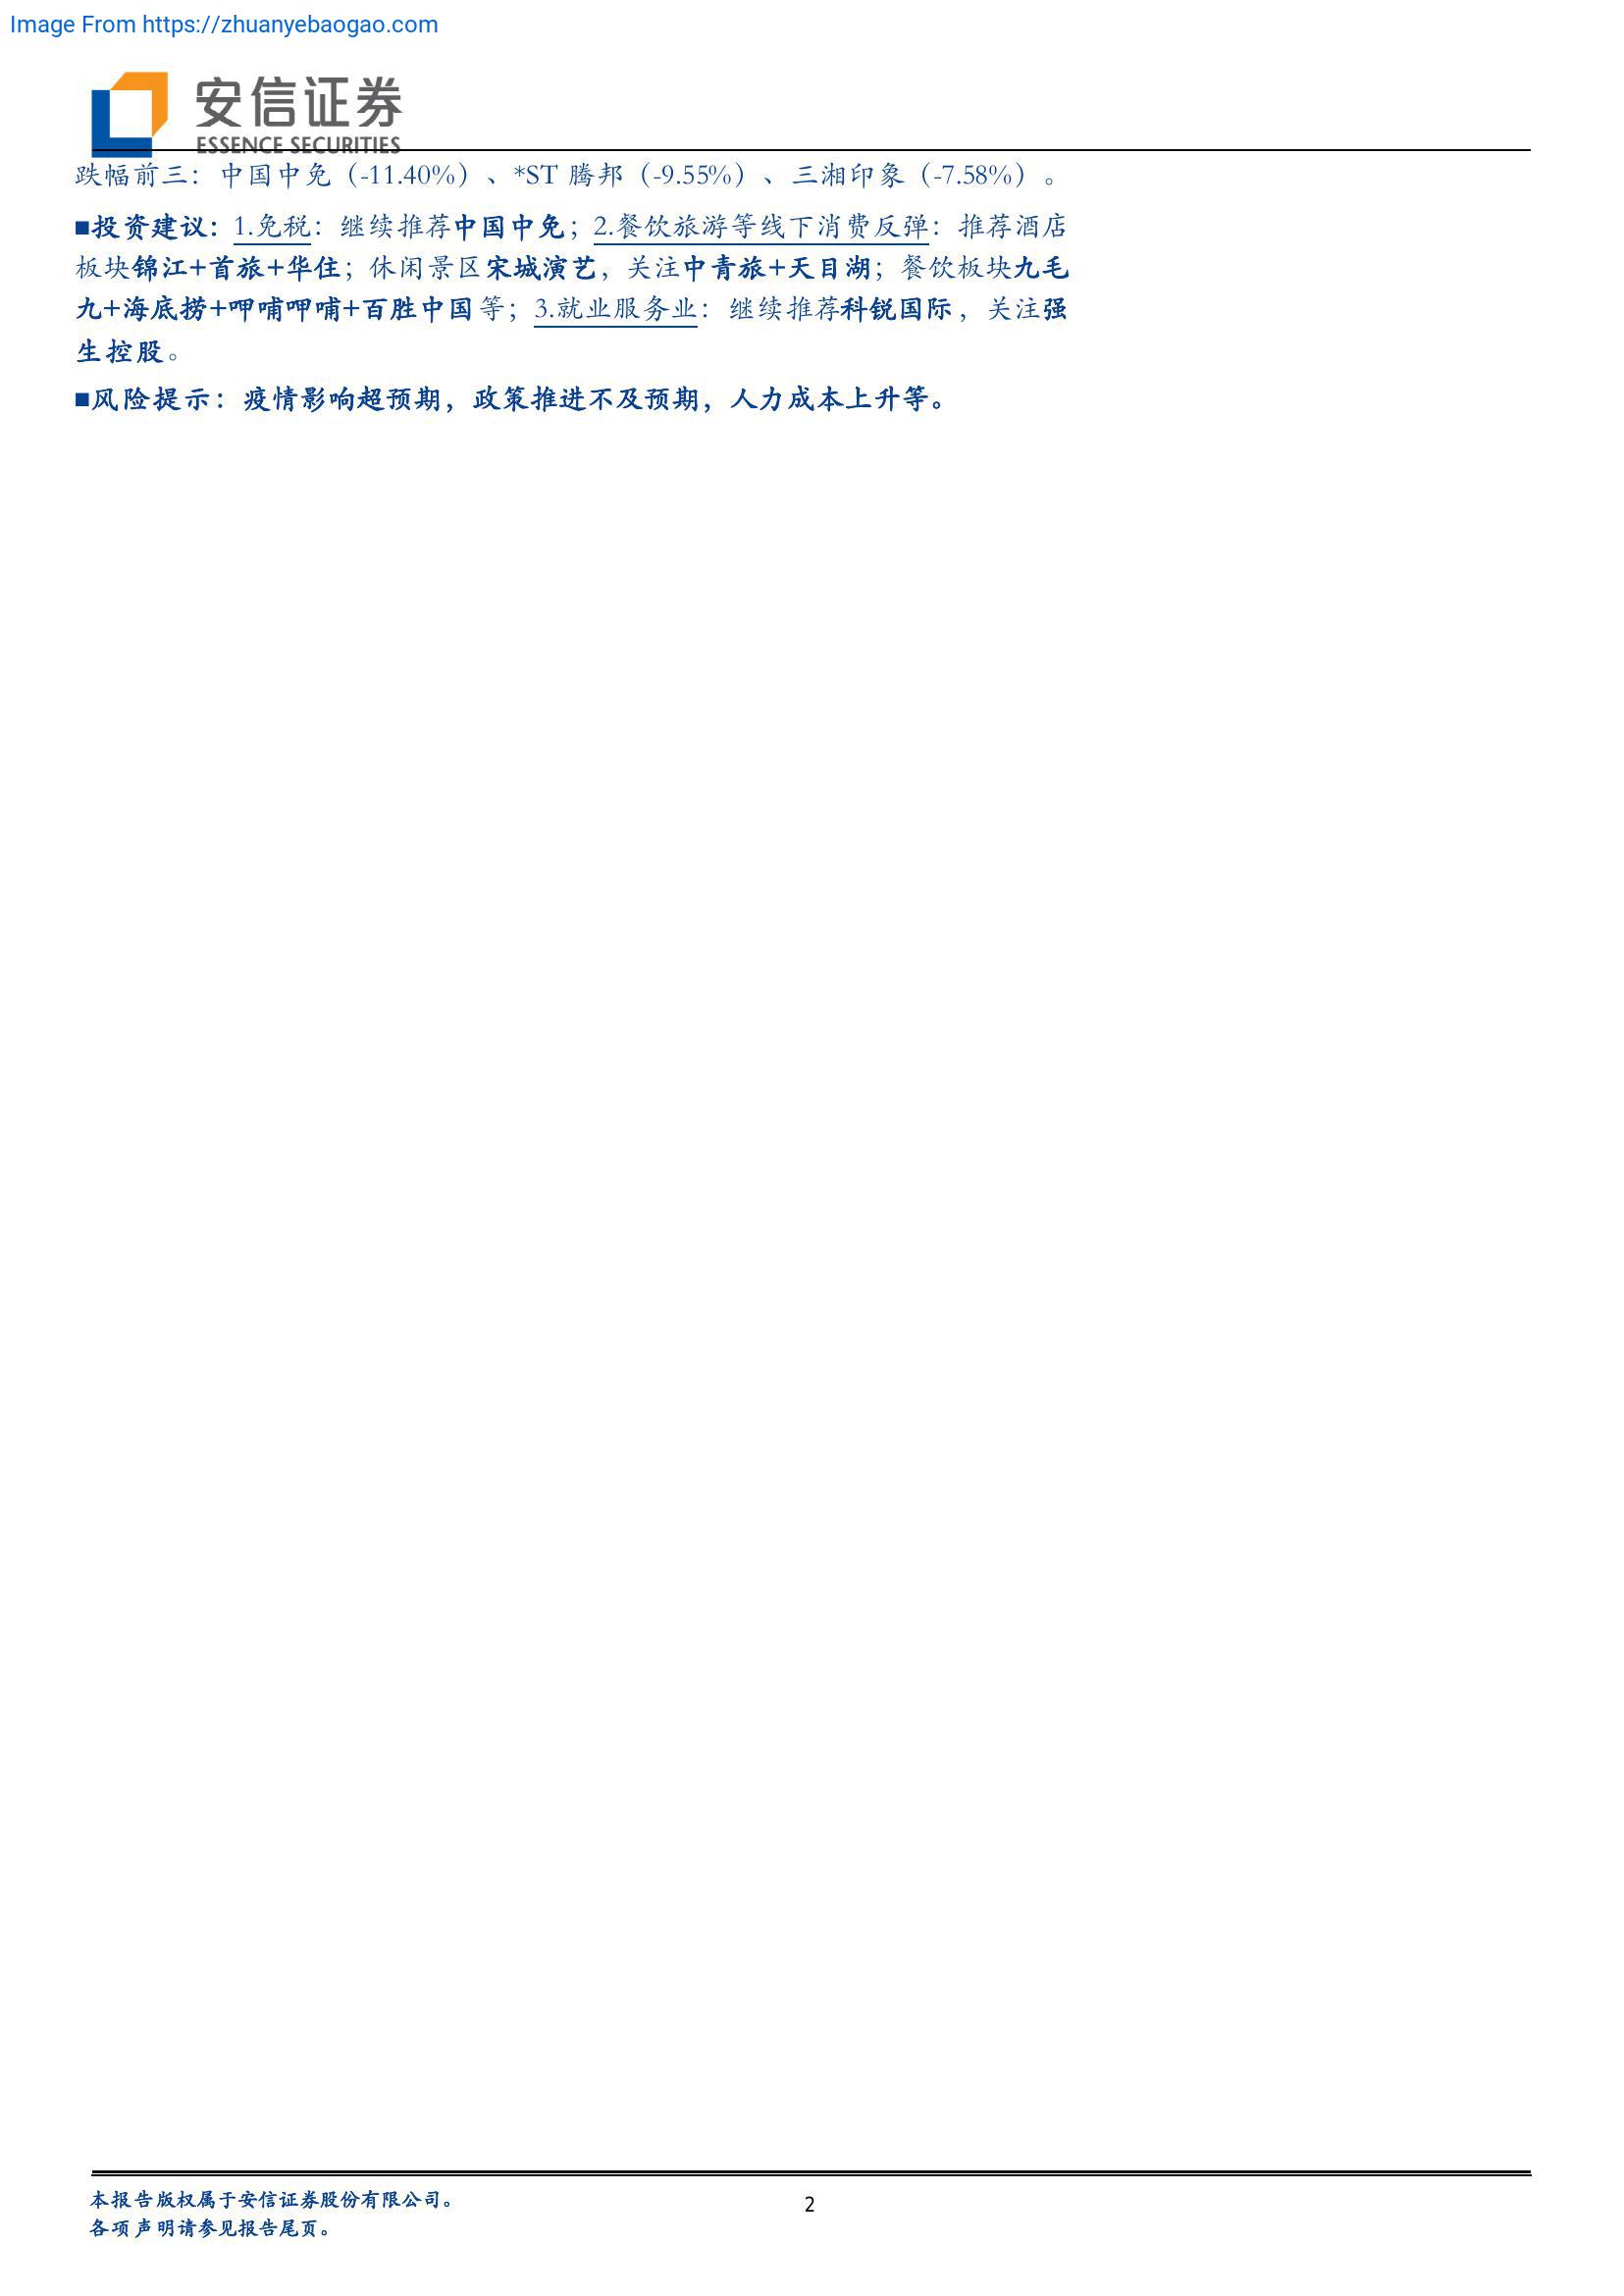 Image From https://zhuanyebaogao.com
安信证券
ESSENCE SECURITIES
跌幅前三：中国中免（-11.40%）、*ST 腾邦（-9.55%）、三湘印象（-7.58%）。
■投资建议：1.免税：继续推荐中国中免；2.餐饮旅游等线下消费反弹：推荐酒店
板块锦江+首旅+华住；休闲景区宋城演艺，关注中青旅+天目湖；餐饮板块九毛
九+海底捞+呷哺呷哺+百胜中国等；3.就业服务业：继续推荐科锐国际，关注强
生控股。
■风险提示：疫情影响超预期，政策推进不及预期，人力成本上升等。
本报告版权属于安信证券股份有限公司。
2
各项声明请参见报告尾页。